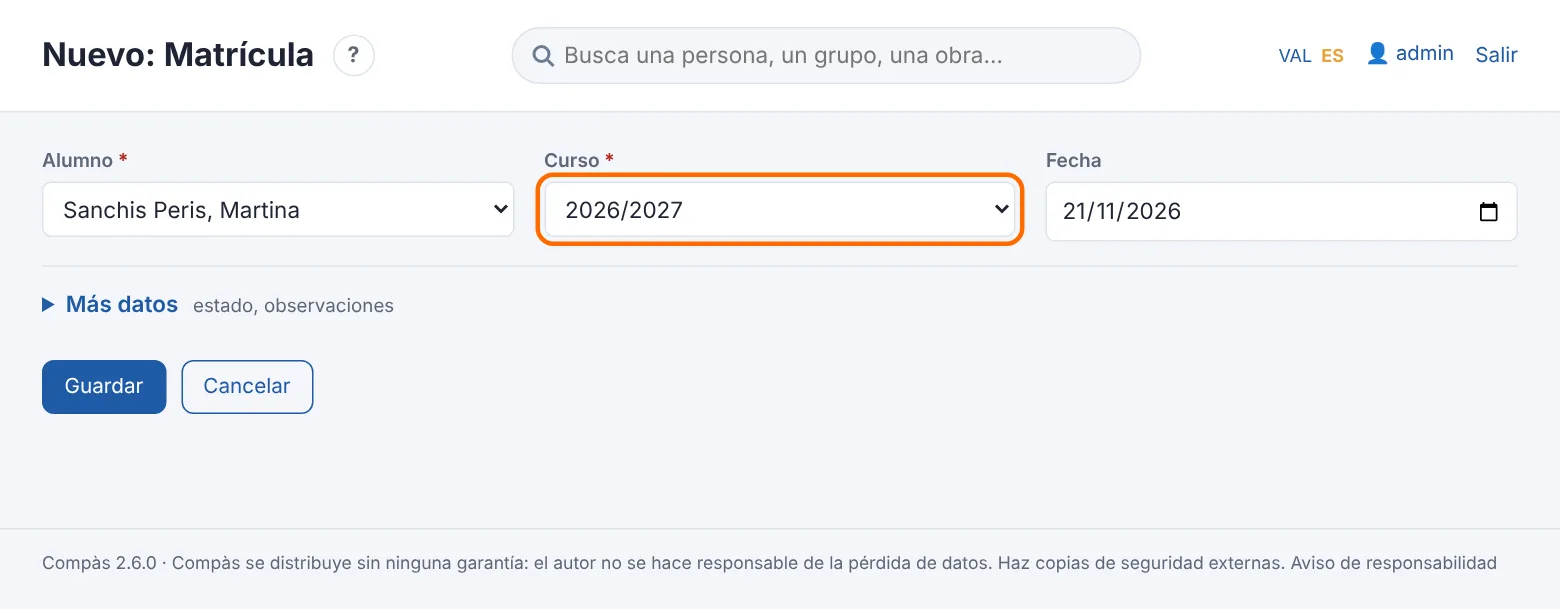 Nuevo: Matrícula ?
Busca una persona, un grupo, una obra...
VAL ES admin Salir
Alumno * Curso * Fecha
Sanchis Peris, Martina 2026/2027 21/11/2026
Más datos estado, observaciones
Guardar Cancelar
Compàs 2.6.0 · Compàs se distribuye sin ninguna garantía: el autor no se hace responsable de la pérdida de datos. Haz copias de seguridad externas. Aviso de responsabilidad